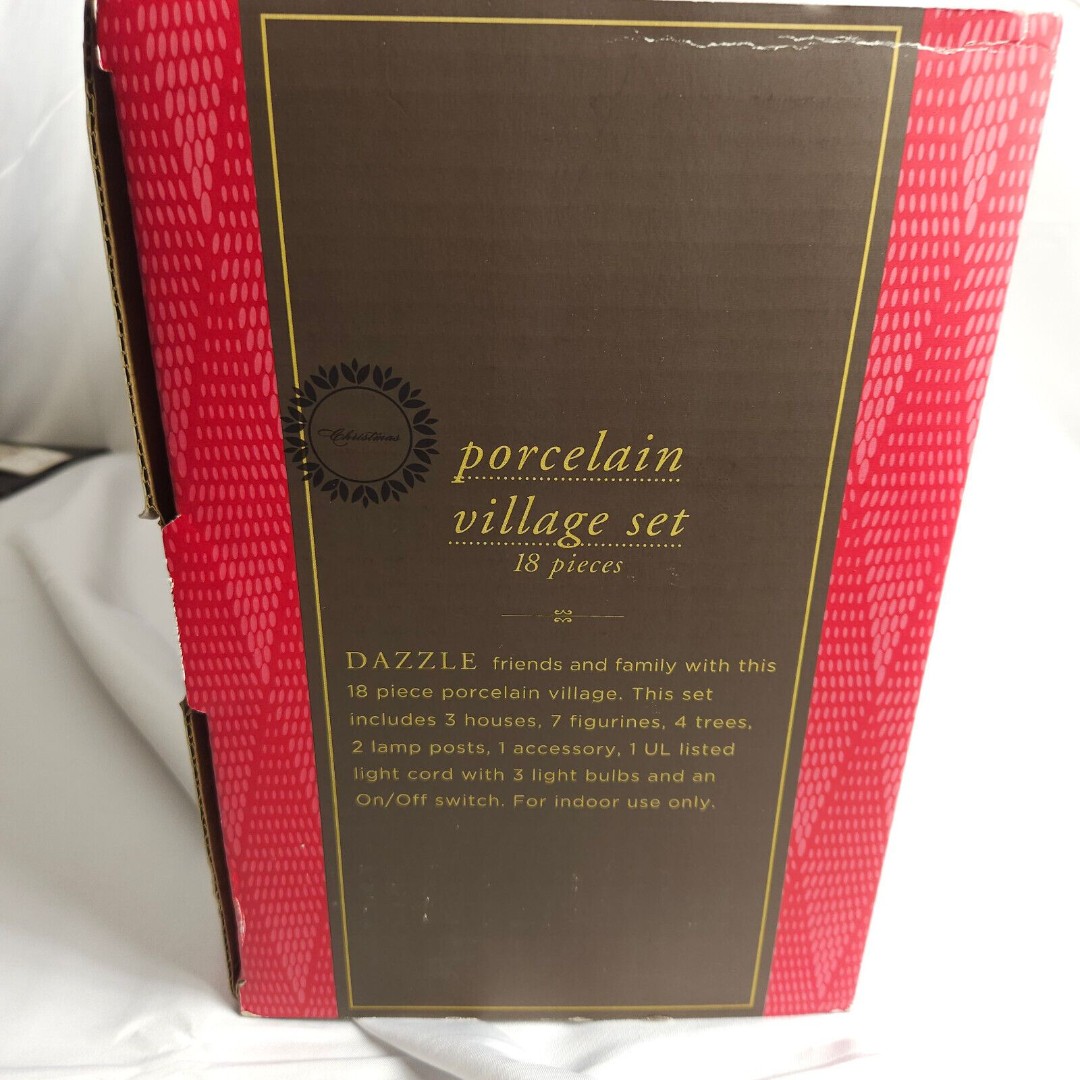 Christmas
porcelain
village set
18 pieces
DAZZLE friends and family with this
18 piece porcelain village. This set
includes 3 houses, 7 figurines, 4 trees,
2 lamp posts, 1 accessory, 1 UL listed
light cord with 3 light bulbs and an
On/Off switch. For indoor use only.